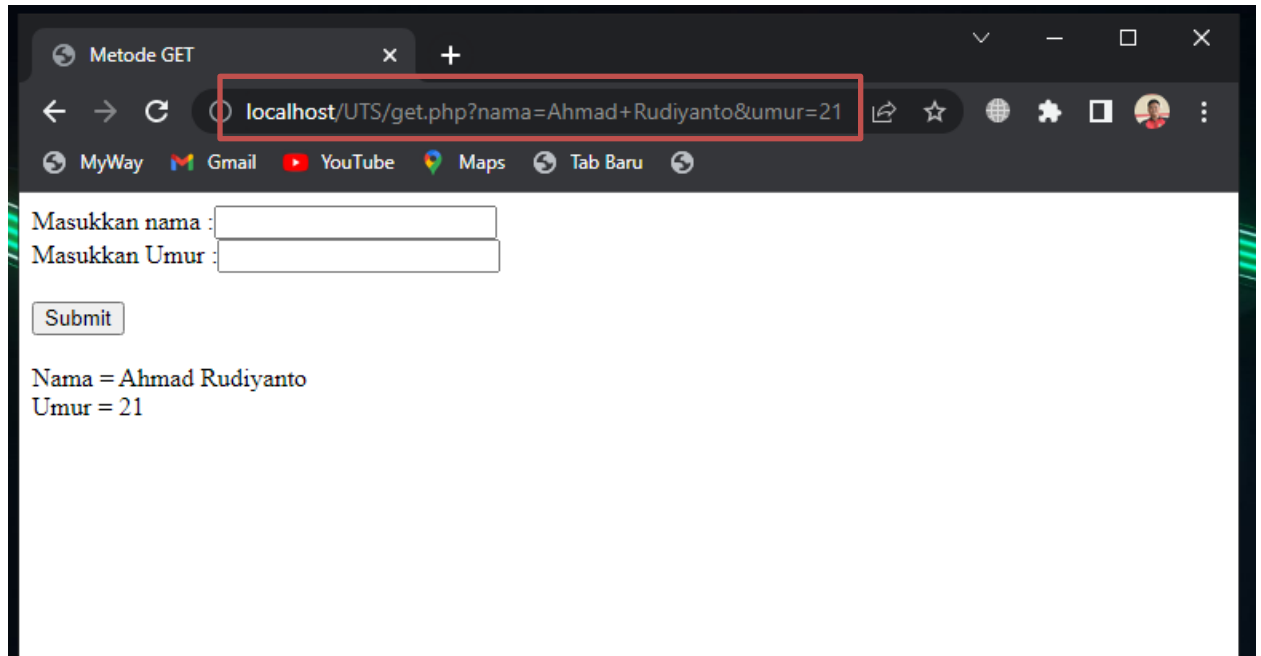 Metode GET
localhost/UTS/get.php?nama=Ahmad+Rudiyanto&umur=21
MyWay Gmail YouTube Maps Tab Baru
Masukkan nama :
Masukkan Umur :
Submit
Nama = Ahmad Rudiyanto
Umur = 21